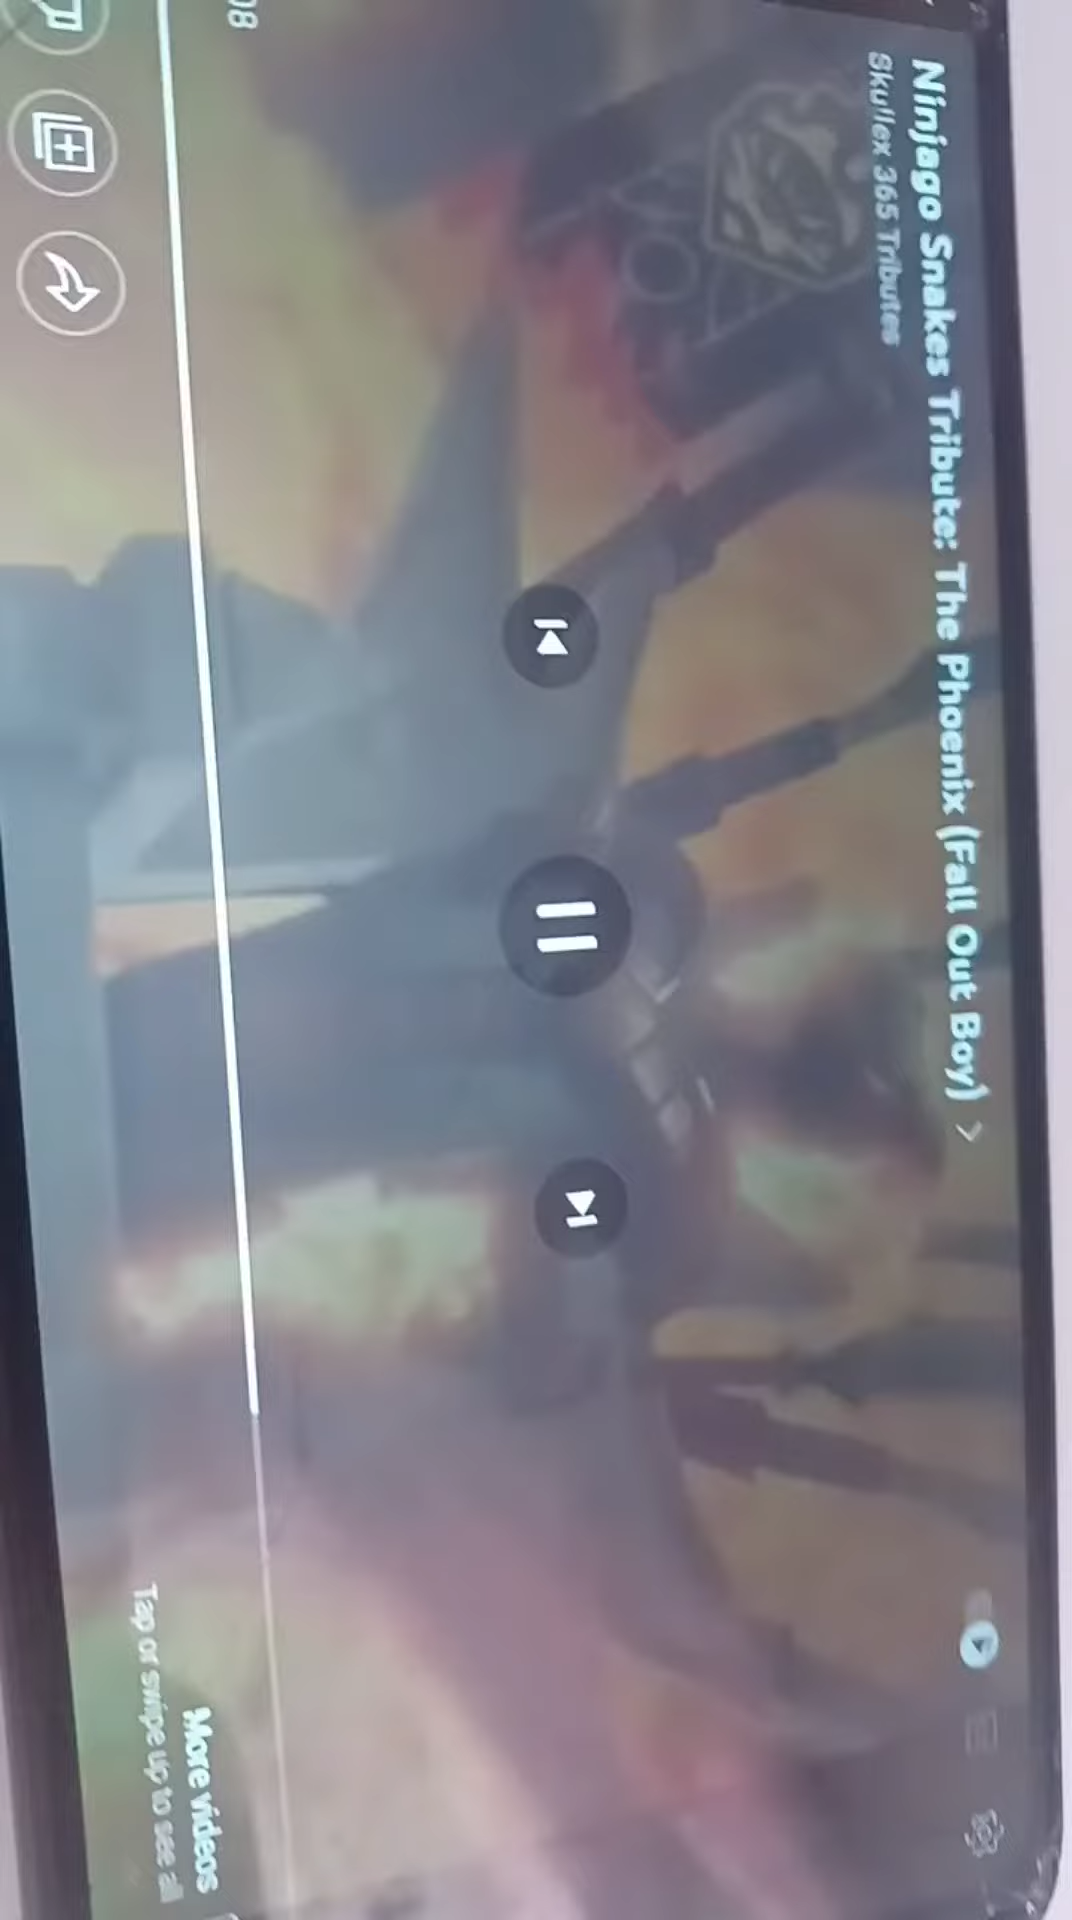 Ninjago Snakes Tribute: The Phoenix (Fall Out Boy)
Skullex 365 Tributes
More videos
Tap or swipe up to see all